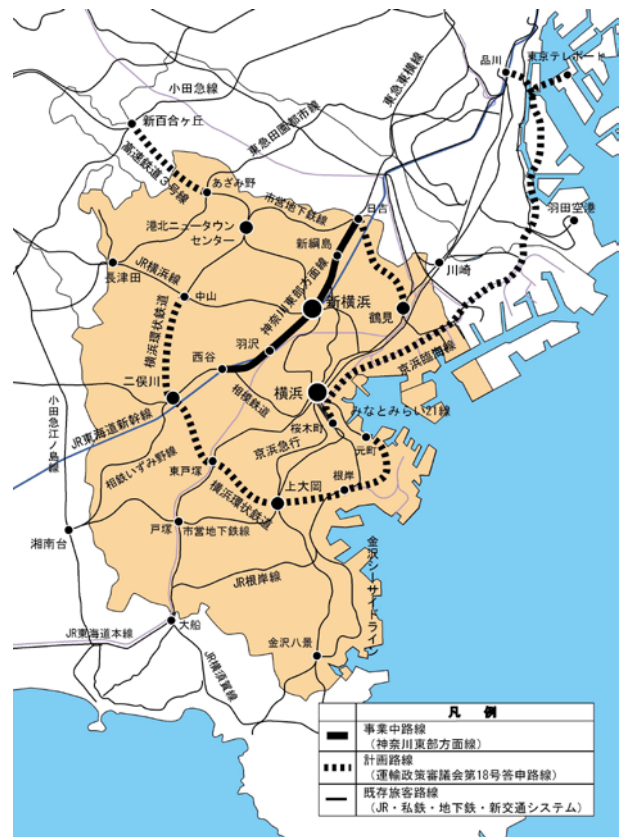 品川
東京テレポート
小田急線
東急東横線
新百合ヶ丘
東急田園都市線
高速鉄道3号線
あざみ野
市営地下鉄線
日吉
羽田空港
港北ニュータウン
センター
新綱島
川崎
JR横浜線
長津田
中山
神奈川東部方面線
新横浜
鶴見
横浜環状鉄道
羽沢
京浜臨海線
西谷
二俣川
横浜
相模鉄道
みなとみらい21線
小田急江ノ島線
JR東海道新幹線
桜木町
元町
京浜急行
相鉄いずみ野線
東戸塚
根岸
横浜環状鉄道
上大岡
戸塚
市営地下鉄線
湘南台
金沢シーサイドライン
JR根岸線
大船
JR東海道本線
金沢八景
JR横須賀線
凡 例
事業中路線
(神奈川東部方面線)
計画路線
(運輸政策審議会第18号答申路線)
既存旅客路線
(JR・私鉄・地下鉄・新交通システム)